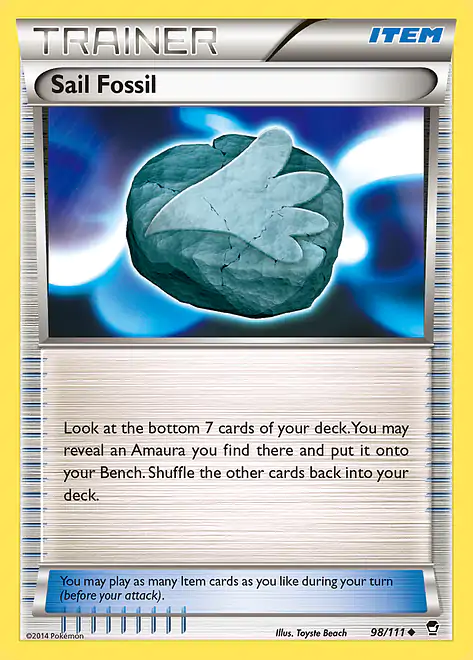 TRAINER
ITEM
Sail Fossil
Look at the bottom 7 cards of your deck. You may
reveal an Amaura you find there and put it onto
your Bench. Shuffle the other cards back into your
deck.
You may play as many Item cards as you like during your turn
(before your attack).
©2014 Pokémon
Illus. Toyste Beach
98/111